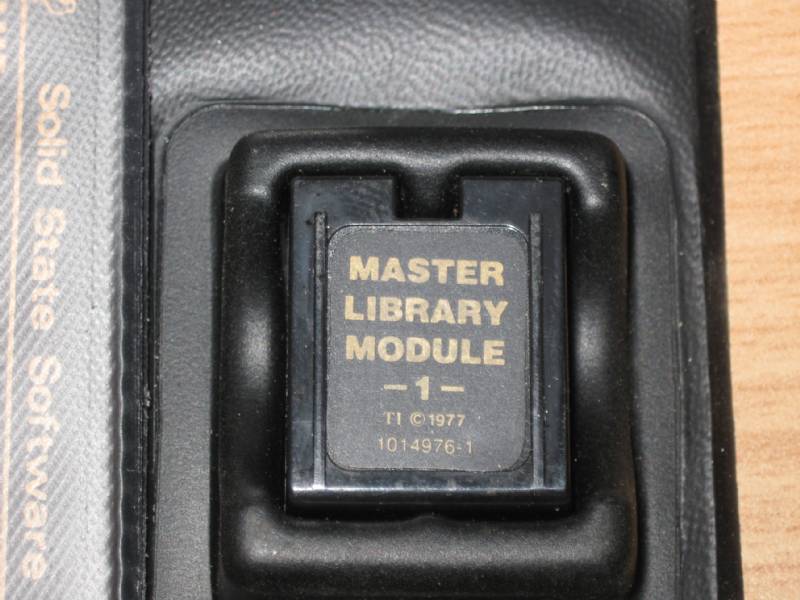 Solid State Software
MASTER
LIBRARY
MODULE
-1-
TI ©1977
1014976-1